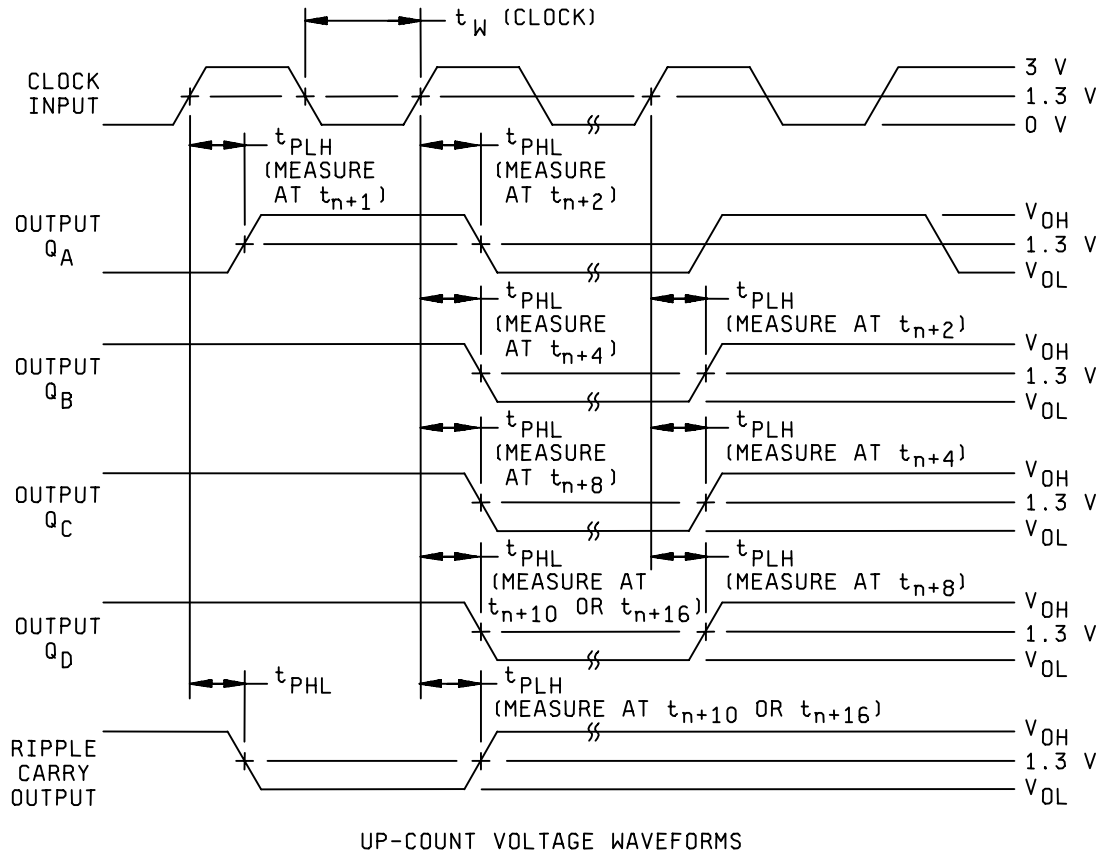 t_W (CLOCK)
CLOCK
INPUT
3 V
1.3 V
0 V
t_PLH
(MEASURE
AT t_n+1)
t_PHL
(MEASURE
AT t_n+2)
OUTPUT
Q_A
V_OH
1.3 V
V_OL
t_PHL
(MEASURE
AT t_n+4)
t_PLH
(MEASURE AT t_n+2)
OUTPUT
Q_B
V_OH
1.3 V
V_OL
t_PHL
(MEASURE
AT t_n+8)
t_PLH
(MEASURE AT t_n+4)
OUTPUT
Q_C
V_OH
1.3 V
V_OL
t_PHL
(MEASURE AT
t_n+10 OR t_n+16)
t_PLH
(MEASURE AT t_n+8)
OUTPUT
Q_D
V_OH
1.3 V
V_OL
t_PHL
t_PLH
(MEASURE AT t_n+10 OR t_n+16)
RIPPLE
CARRY
OUTPUT
V_OH
1.3 V
V_OL
UP-COUNT VOLTAGE WAVEFORMS